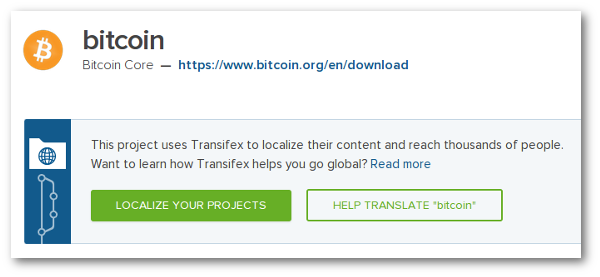 bitcoin
Bitcoin Core — https://www.bitcoin.org/en/download
This project uses Transifex to localize their content and reach thousands of people.
Want to learn how Transifex helps you go global? Read more
LOCALIZE YOUR PROJECTS
HELP TRANSLATE "bitcoin"